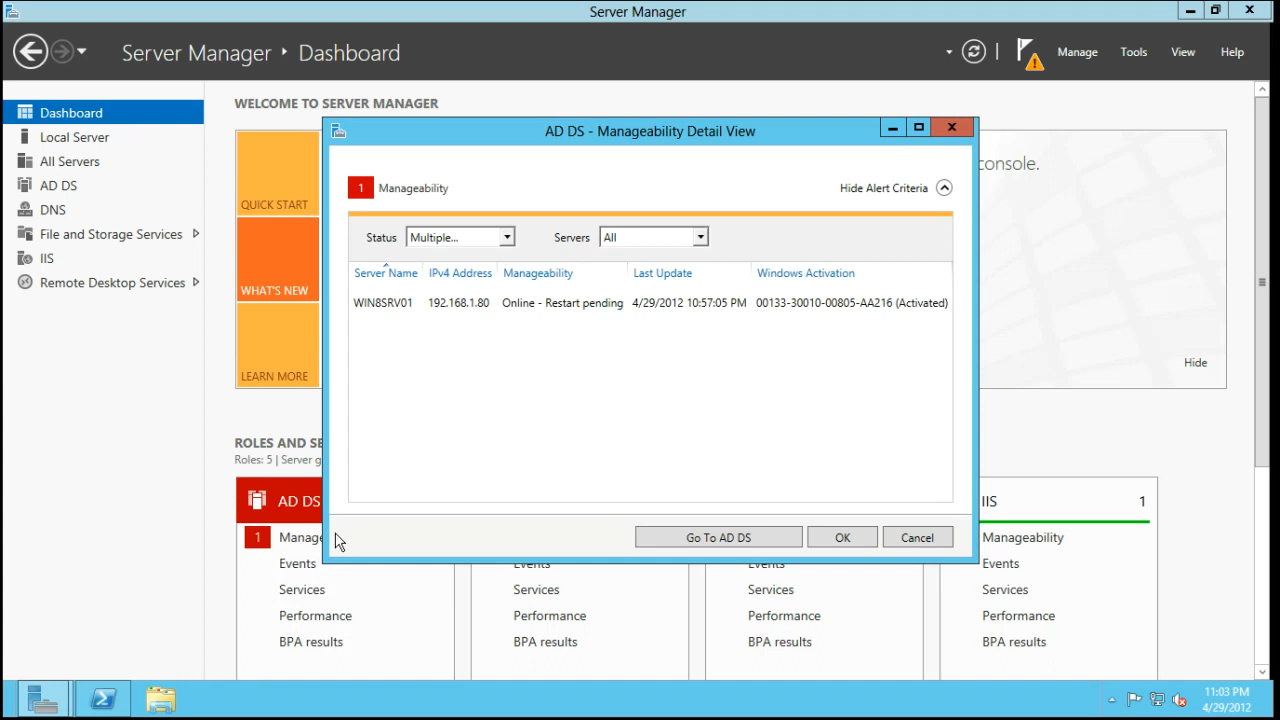 Server Manager
Server Manager ‣ Dashboard
Manage Tools View Help
Dashboard
Local Server
All Servers
AD DS
DNS
File and Storage Services
IIS
Remote Desktop Services
WELCOME TO SERVER MANAGER
QUICK START
WHAT'S NEW
LEARN MORE
console.
Hide
AD DS - Manageability Detail View
1 Manageability Hide Alert Criteria
Status Multiple... Servers All
Server Name IPv4 Address Manageability Last Update Windows Activation
WIN8SRV01 192.168.1.80 Online - Restart pending 4/29/2012 10:57:05 PM 00133-30010-00805-AA216 (Activated)
Go To AD DS OK Cancel
ROLES AND SE
Roles: 5 | Server g
AD DS
1 Manage
Events
Services
Performance
BPA results
Events
Services
Performance
BPA results
Events
Services
Performance
BPA results
IIS 1
Manageability
Events
Services
Performance
BPA results
11:03 PM
4/29/2012